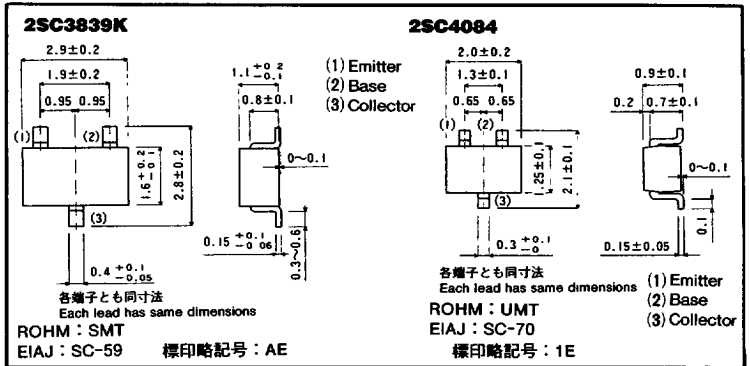 2SC3839K
2.9±0.2
1.9±0.2
0.95 0.95
(1)
(2)
(3)
1.6 +0.2 −0.1
2.8±0.2
0.4 +0.1 −0.05
1.1 +0.2 −0.1
0.8±0.1
0〜0.1
0.15 +0.1 −0.06
0.3〜0.6
(1) Emitter
(2) Base
(3) Collector
各端子とも同寸法
Each lead has same dimensions
ROHM : SMT
EIAJ : SC-59 標印略記号 : AE
2SC4084
2.0±0.2
1.3±0.1
0.65 0.65
(1)
(2)
(3)
1.25±0.1
2.1±0.1
0.3 +0.1 −0
0.9±0.1
0.2 0.7±0.1
0〜0.1
0.1
0.15±0.05
各端子とも同寸法
Each lead has same dimensions
(1) Emitter
(2) Base
(3) Collector
ROHM : UMT
EIAJ : SC-70
標印略記号 : 1E